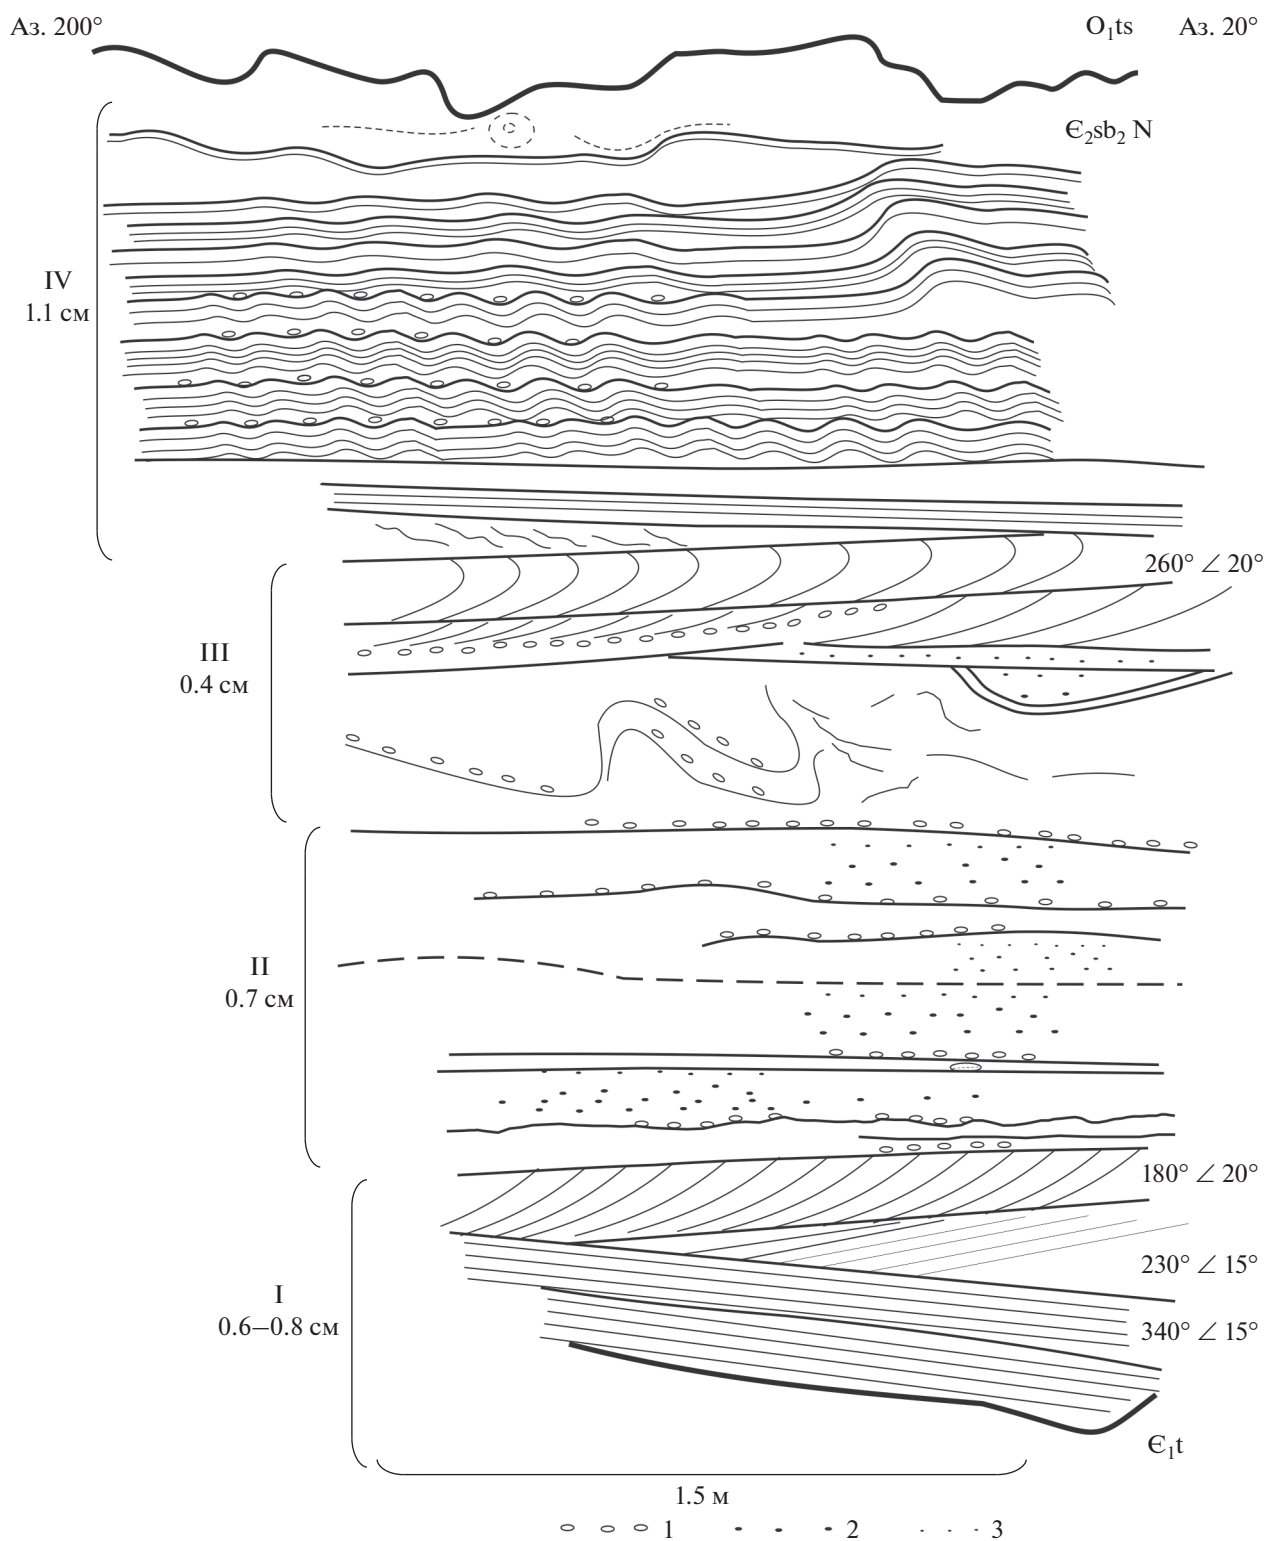 Аз. 200°
O₁ts Аз. 20°
Є₂sb₂ N
IV
1.1 см
260° ∠ 20°
III
0.4 см
II
0.7 см
180° ∠ 20°
230° ∠ 15°
I
0.6–0.8 см
340° ∠ 15°
Є₁t
1.5 м
1 2 3